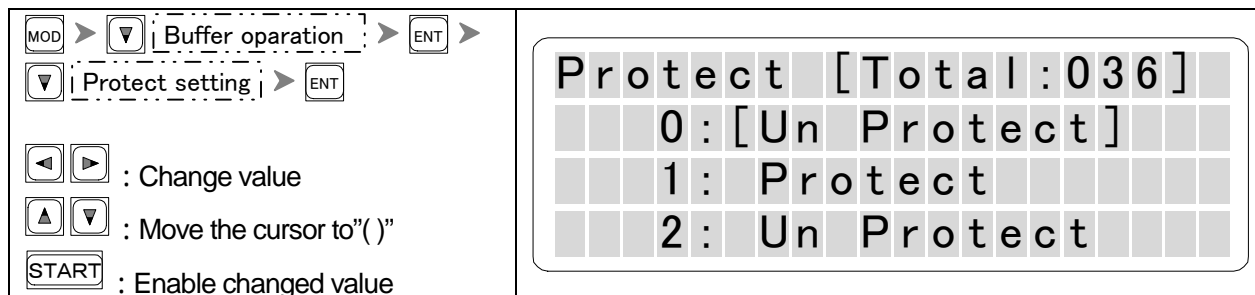 MOD ➤ ▼ Buffer oparation ➤ ENT ➤
▼ Protect setting ➤ ENT
◀ ▶ : Change value
▲ ▼ : Move the cursor to"( )"
START : Enable changed value
Protect [Total:036]
0:[Un Protect]
1: Protect
2: Un Protect